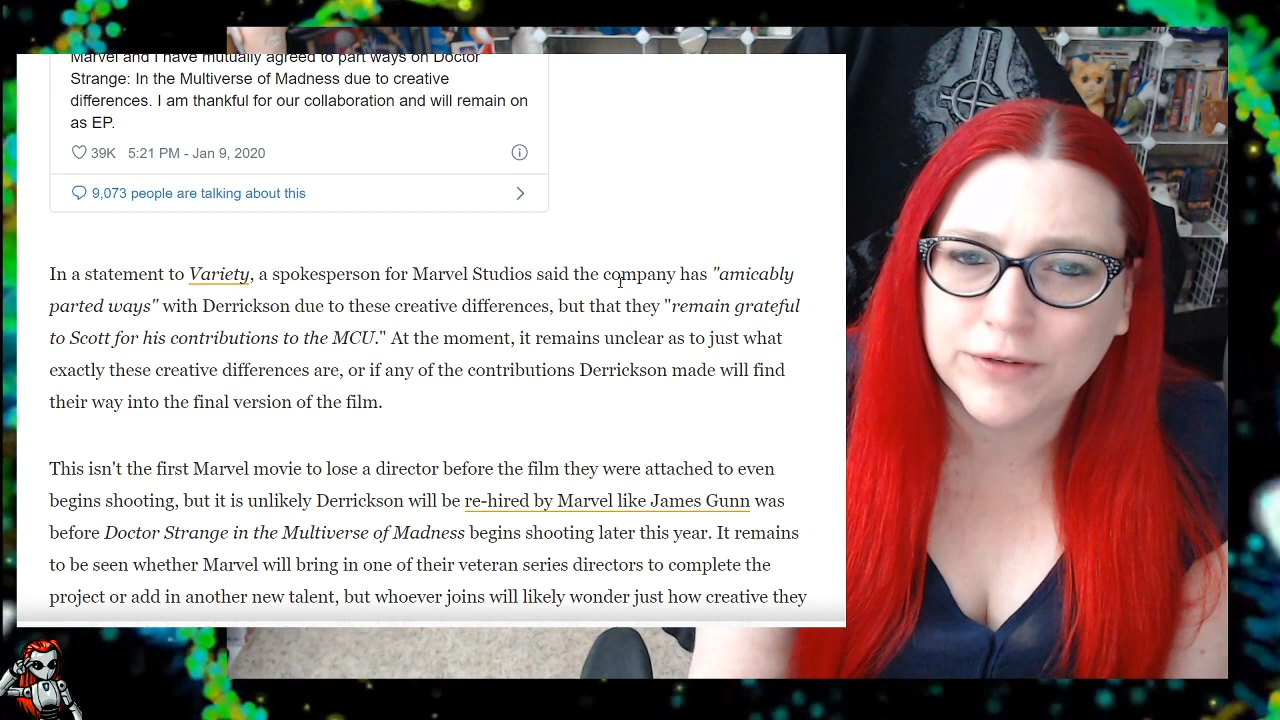 Marvel and I have mutually agreed to part ways on Doctor
Strange: In the Multiverse of Madness due to creative
differences. I am thankful for our collaboration and will remain on
as EP.
39K 5:21 PM - Jan 9, 2020
9,073 people are talking about this
In a statement to Variety, a spokesperson for Marvel Studios said the company has "amicably
parted ways" with Derrickson due to these creative differences, but that they "remain grateful
to Scott for his contributions to the MCU." At the moment, it remains unclear as to just what
exactly these creative differences are, or if any of the contributions Derrickson made will find
their way into the final version of the film.
This isn't the first Marvel movie to lose a director before the film they were attached to even
begins shooting, but it is unlikely Derrickson will be re-hired by Marvel like James Gunn was
before Doctor Strange in the Multiverse of Madness begins shooting later this year. It remains
to be seen whether Marvel will bring in one of their veteran series directors to complete the
project or add in another new talent, but whoever joins will likely wonder just how creative they